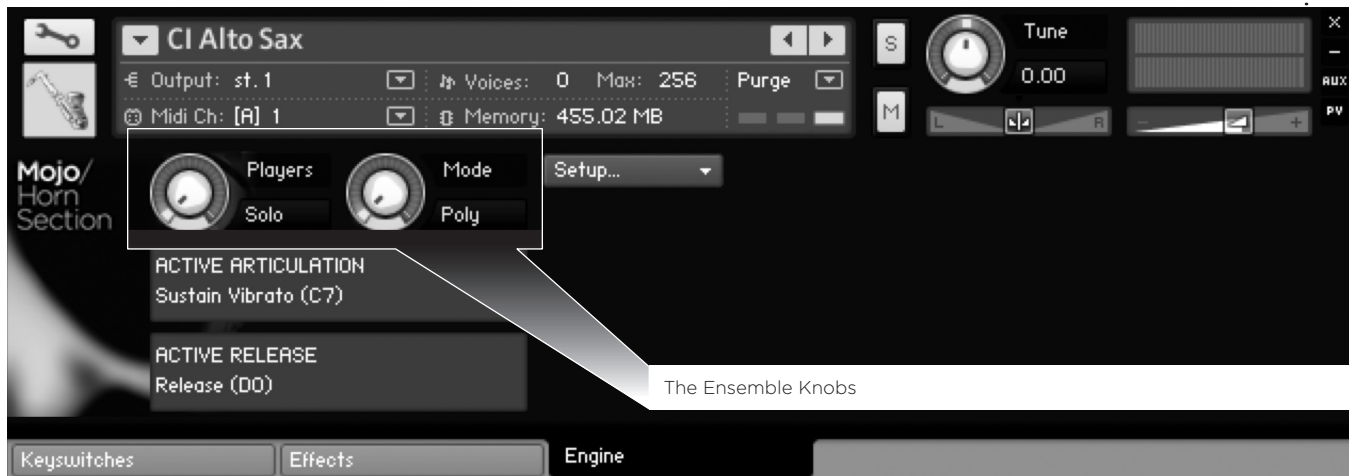 CI Alto Sax
S
Tune
X
–
Output: st. 1
Voices: 0 Max: 256
Purge
0.00
AUX
Midi Ch: [A] 1
Memory: 455.02 MB
M
L
R
–
+
PV
Mojo/
Horn
Section
Players
Solo
Mode
Poly
Setup...
ACTIVE ARTICULATION
Sustain Vibrato (C7)
ACTIVE RELEASE
Release (D0)
The Ensemble Knobs
Keyswitches
Effects
Engine